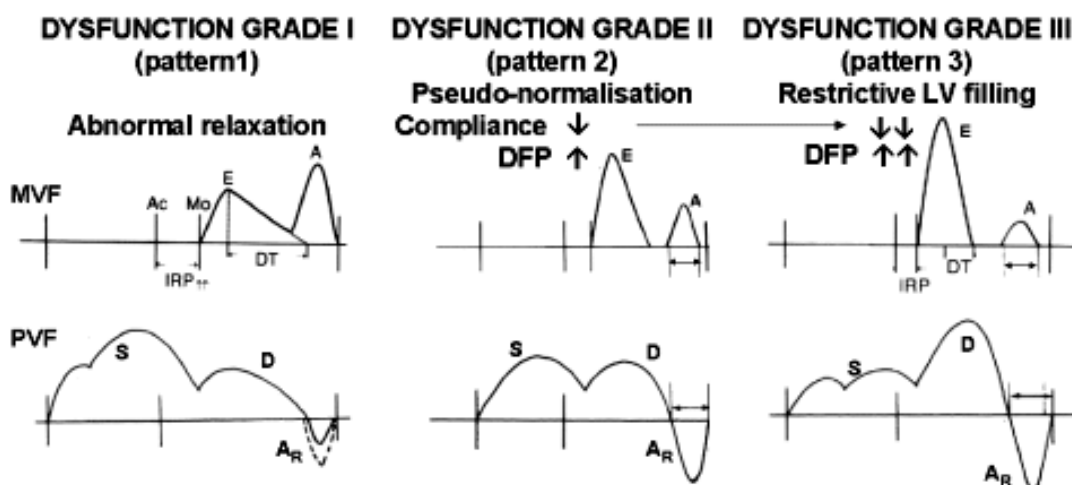 DYSFUNCTION GRADE I
(pattern1)
Abnormal relaxation
DYSFUNCTION GRADE II
(pattern 2)
Pseudo-normalisation
Compliance ↓
DFP ↑
DYSFUNCTION GRADE III
(pattern 3)
Restrictive LV filling
↓↓
DFP ↑↑
MVF
Ac
Mo
E
A
IRP↑↑
DT
E
A
E
A
IRP
DT
PVF
S
D
AR
S
D
AR
S
D
AR